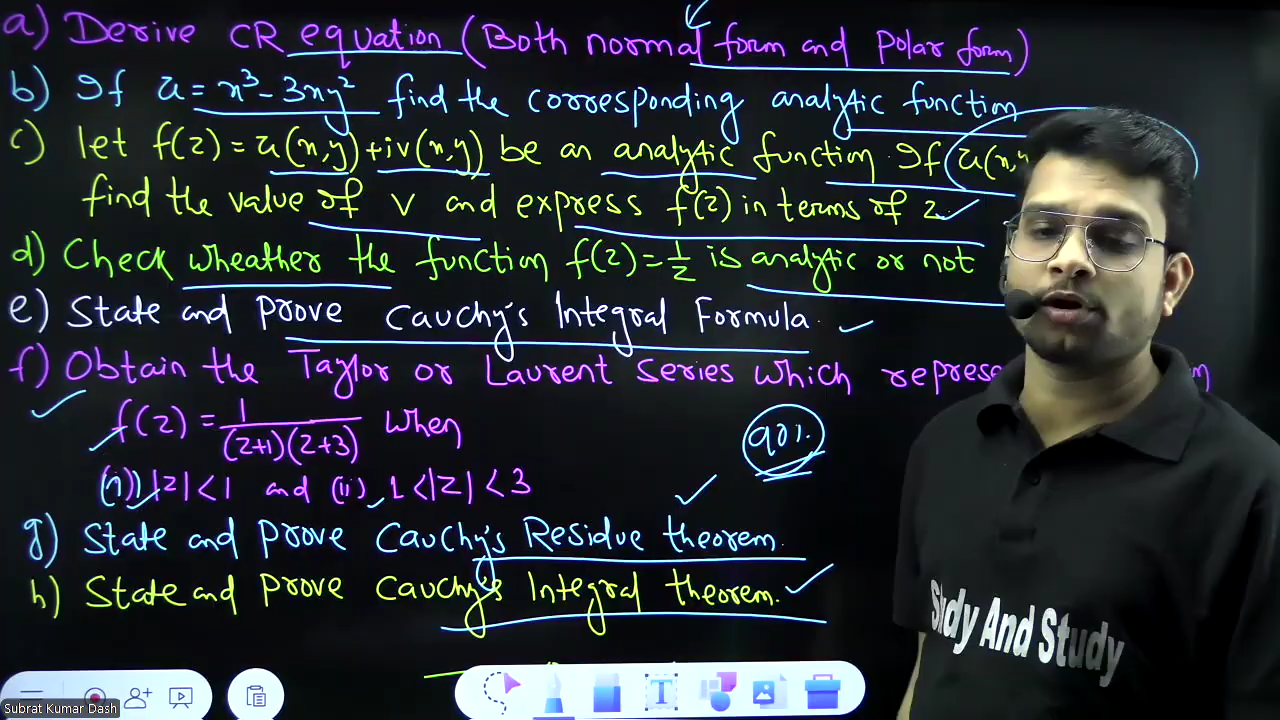 a) Derive CR equation (Both normal form and Polar form)
b) If u = x³ - 3xy² find the corresponding analytic function
c) let f(z) = u(x,y) + iv(x,y) be an analytic function. If u(x,y
find the value of v and express f(z) in terms of z
d) Check wheather the function f(z) = 1/z is analytic or not
e) State and Prove Cauchy's Integral Formula.
f) Obtain the Taylor or Laurent Series which represe
f(z) = 1/(z+1)(z+3) when
(i) |z| < 1 and (ii) 1 < |z| < 3
90%.
g) State and Prove Cauchy's Residue theorem.
h) State and Prove Cauchy's Integral theorem.
Study And Study
Subrat Kumar Dash